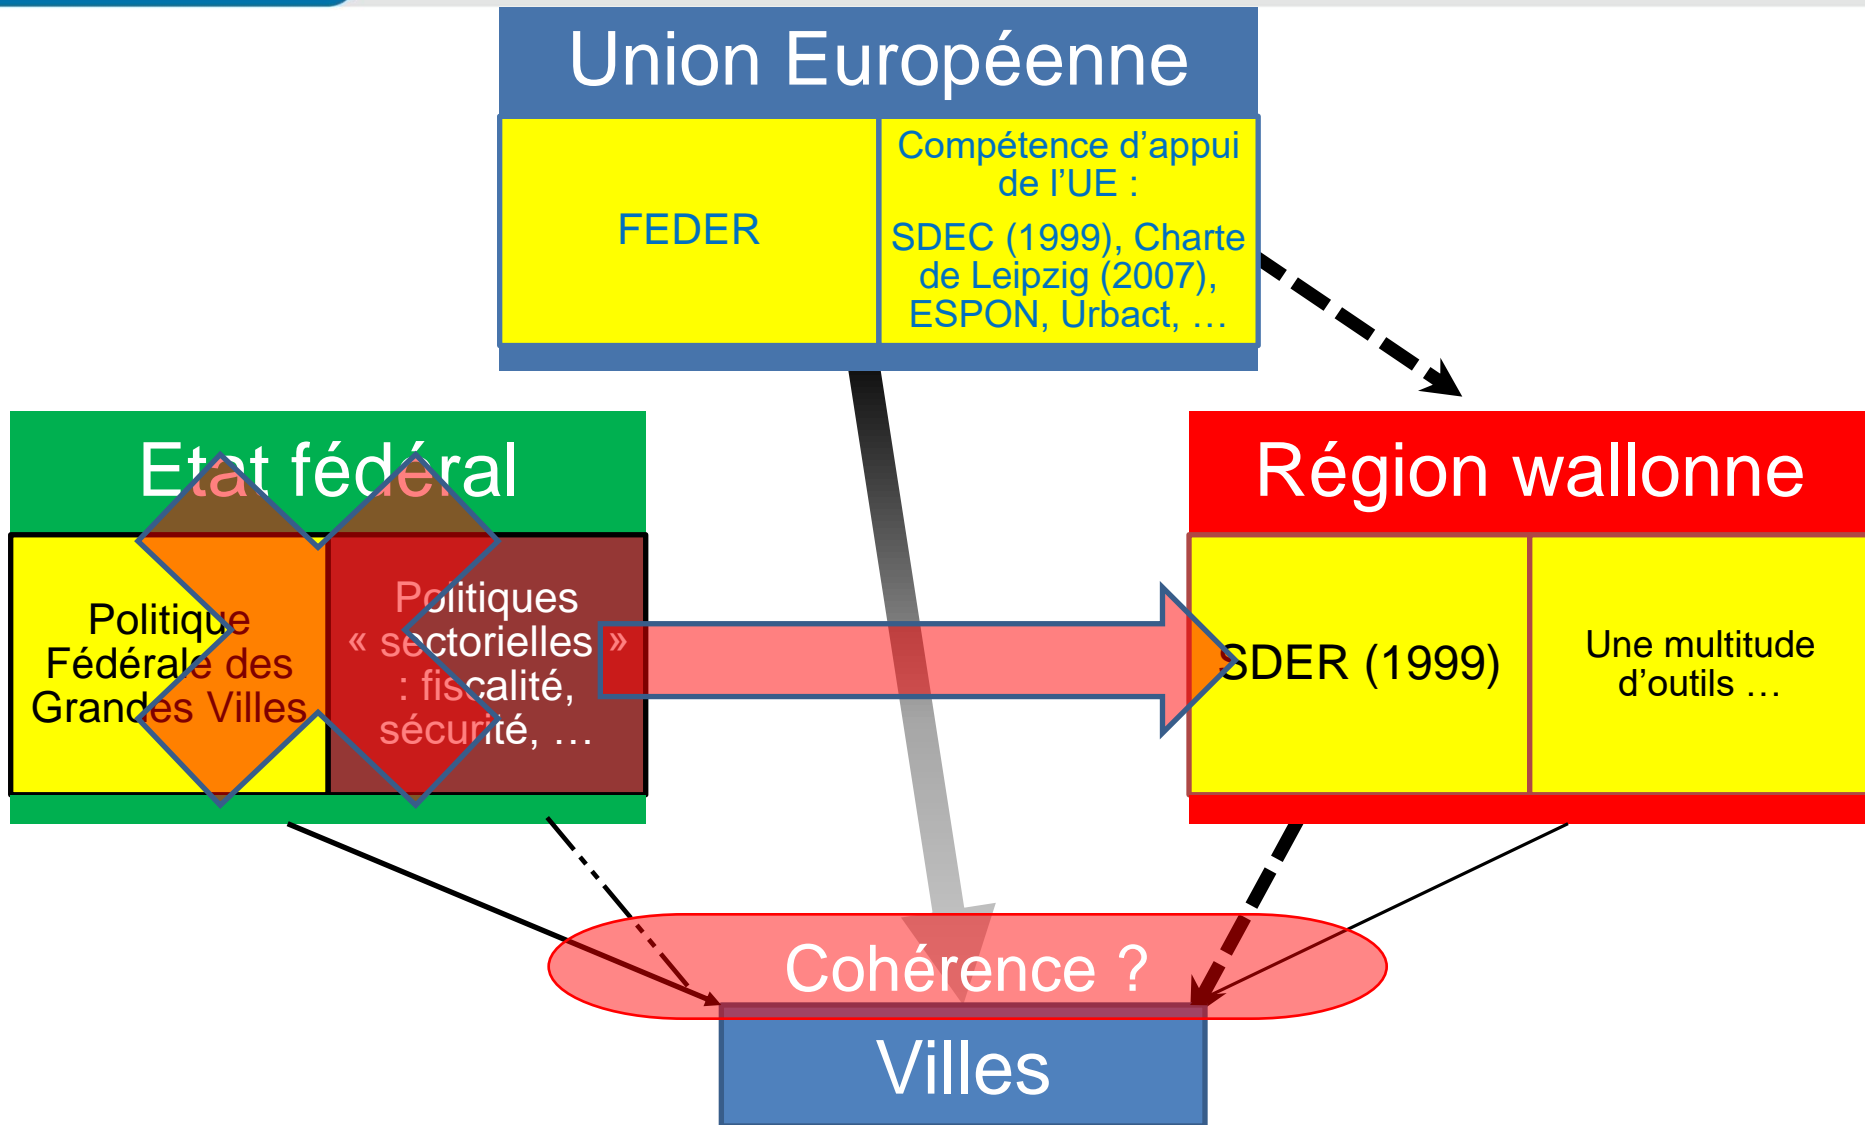 Union Européenne
FEDER
Compétence d'appui
de l’UE :
SDEC (1999), Charte
de Leipzig (2007),
ESPON, Urbact, …
Etat fédéral
Politique
Fédérale des
Grandes Villes
Politiques
« sectorielles »
: fiscalité,
sécurité, …
Région wallonne
SDER (1999)
Une multitude
d’outils …
Cohérence ?
Villes